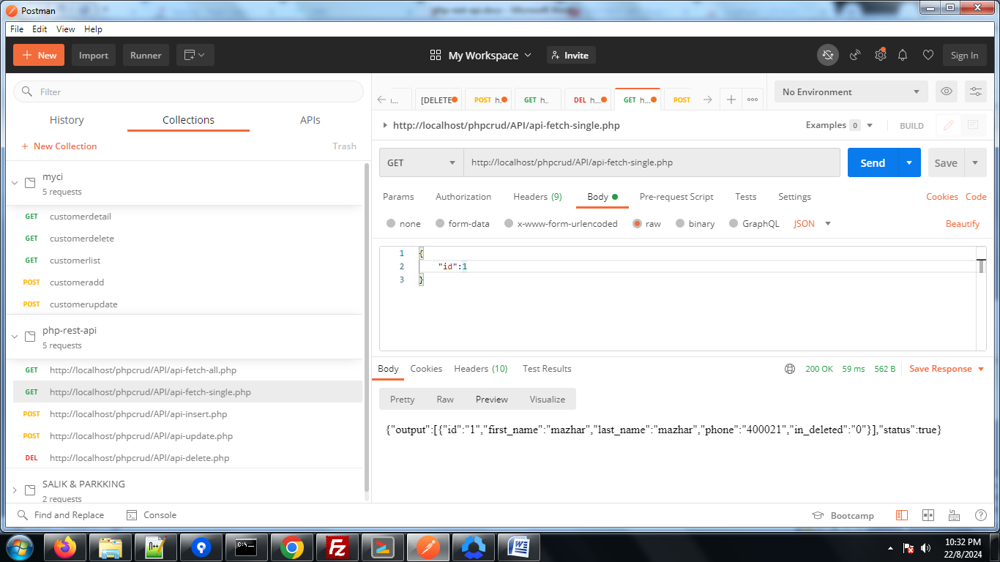 Postman
File Edit View Help
New Import Runner My Workspace Invite Sign In
Filter
History Collections APIs
+ New Collection Trash
myci
5 requests
GET customerdetail
GET customerdelete
GET customerlist
POST customeradd
POST customerupdate
php-rest-api
5 requests
GET http://localhost/phpcrud/API/api-fetch-all.php
GET http://localhost/phpcrud/API/api-fetch-single.php
POST http://localhost/phpcrud/API/api-insert.php
POST http://localhost/phpcrud/API/api-update.php
DEL http://localhost/phpcrud/API/api-delete.php
SALIK & PARKKING
2 requests
[DELETE POST h. GET h.. DEL h... GET h... POST No Environment
http://localhost/phpcrud/API/api-fetch-single.php Examples 0 BUILD
GET http://localhost/phpcrud/API/api-fetch-single.php Send Save
Params Authorization Headers (9) Body Pre-request Script Tests Settings Cookies Code
none form-data x-www-form-urlencoded raw binary GraphQL JSON Beautify
1 {
2 "id":1
3 }
Body Cookies Headers (10) Test Results 200 OK 59 ms 562 B Save Response
Pretty Raw Preview Visualize
{"output":[{"id":"1","first_name":"mazhar","last_name":"mazhar","phone":"400021","in_deleted":"0"}],"status":true}
Find and Replace Console Bootcamp
10:32 PM
22/8/2024